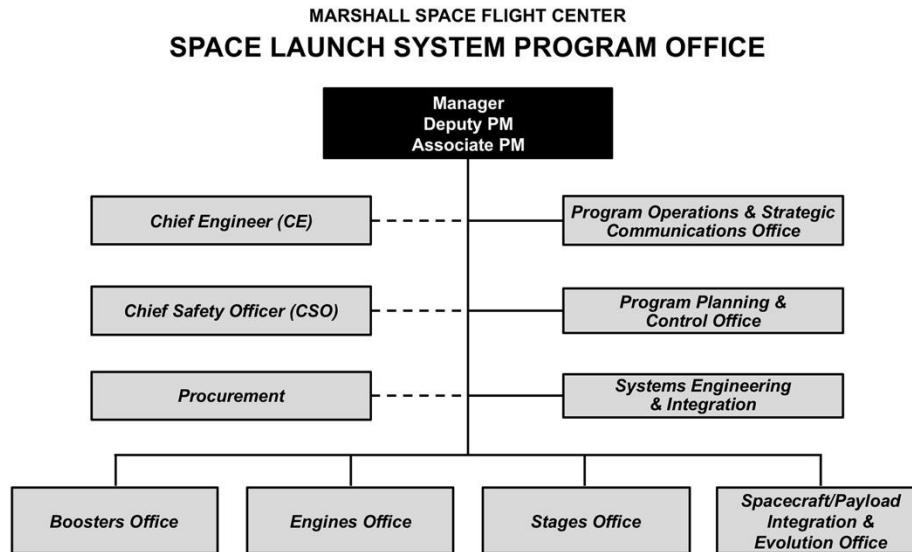 MARSHALL SPACE FLIGHT CENTER
SPACE LAUNCH SYSTEM PROGRAM OFFICE
Manager
Deputy PM
Associate PM
Chief Engineer (CE)
Program Operations & Strategic
Communications Office
Chief Safety Officer (CSO)
Program Planning &
Control Office
Procurement
Systems Engineering
& Integration
Boosters Office
Engines Office
Stages Office
Spacecraft/Payload
Integration &
Evolution Office